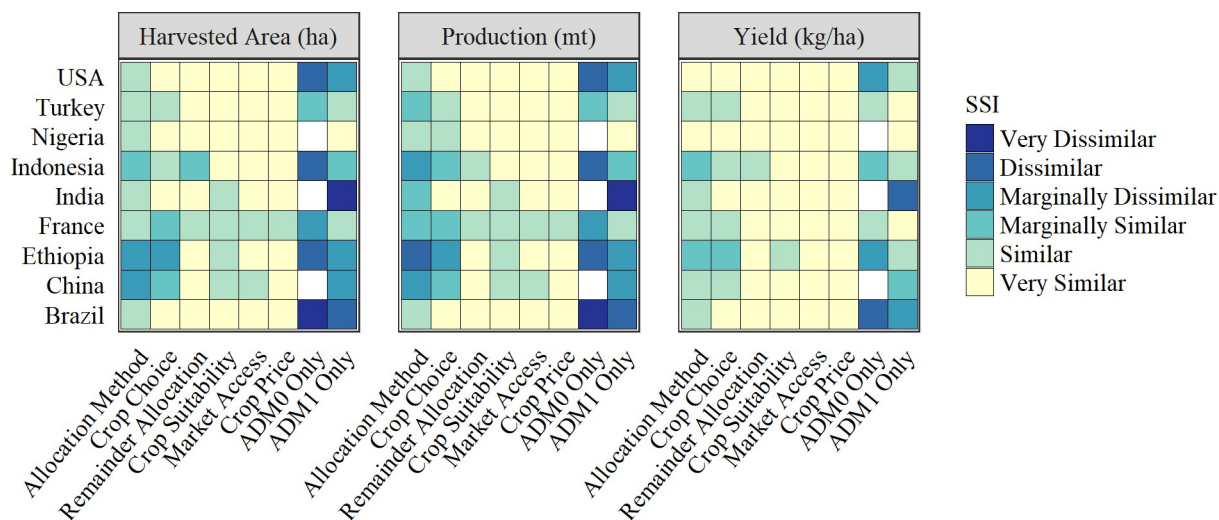 Harvested Area (ha)
Production (mt)
Yield (kg/ha)
USA
Turkey
Nigeria
Indonesia
India
France
Ethiopia
China
Brazil
SSI
Very Dissimilar
Dissimilar
Marginally Dissimilar
Marginally Similar
Similar
Very Similar
Allocation Method
Crop Choice
Remainder Allocation
Crop Suitability
Market Access
Crop Price
ADM0 Only
ADM1 Only
Allocation Method
Crop Choice
Remainder Allocation
Crop Suitability
Market Access
Crop Price
ADM0 Only
ADM1 Only
Allocation Method
Crop Choice
Remainder Allocation
Crop Suitability
Market Access
Crop Price
ADM0 Only
ADM1 Only